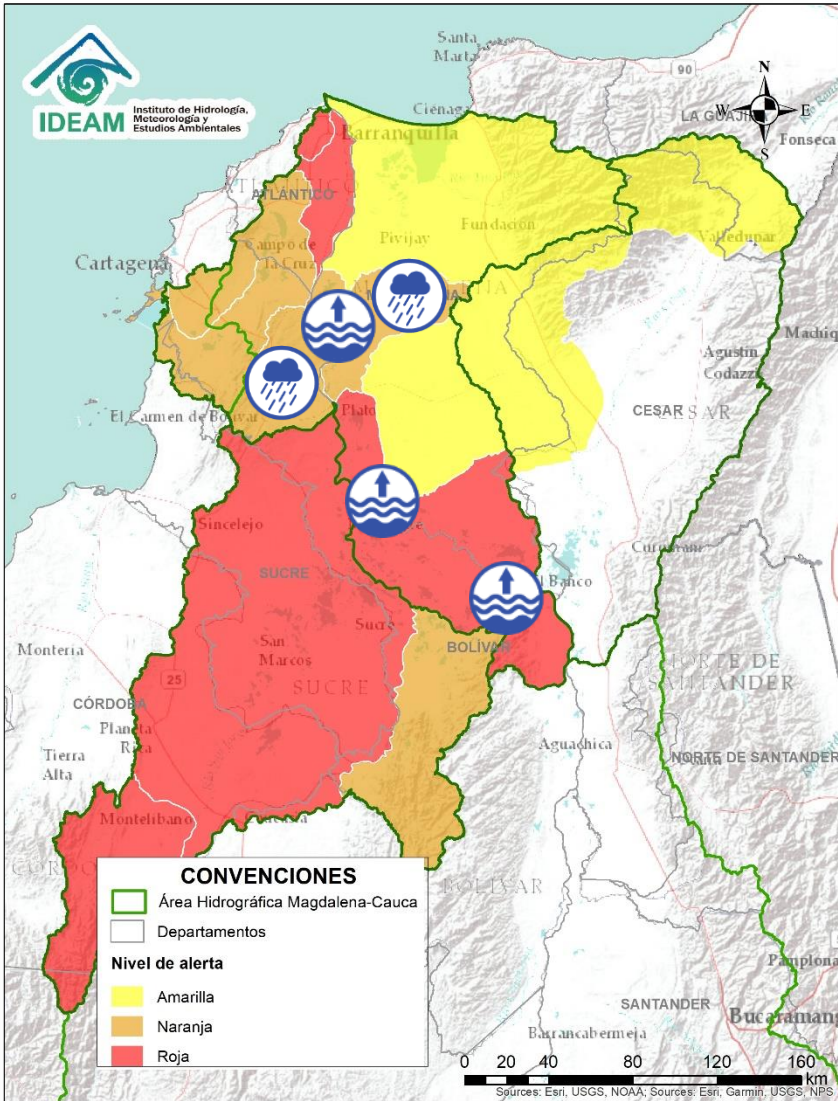 IDEAM
Instituto de Hidrología,
Meteorología y
Estudios Ambientales
Santa
Marta
90
N
W
E
S
Ciénaga
LA GUAJIRA
Fonseca
Barranquilla
ATLÁNTICO
Cartagena
Campo de
la Cruz
Pivijay
Fundación
Valledupar
Agustín
Codazzi
El Carmen de Bolívar
Plato
CESAR
CESAR
Sincelejo
SUCRE
Curumaní
Banco
Sucre
San
Marcos
BOLÍVAR
Montería
25
SUCRE
NORTE DE
SANTANDER
CÓRDOBA
Planeta
Rica
Aguachica
Tierra
Alta
NORTE DE SANTANDER
Montelíbano
BOLÍVAR
CONVENCIONES
Área Hidrográfica Magdalena-Cauca
Departamentos
Nivel de alerta
Amarilla
Naranja
Roja
Pamplona
SANTANDER
Bucaramang
Barrancabermeja
0 20 40 80 120 160
km
Sources: Esri, USGS, NOAA; Sources: Esri, Garmin, USGS, NPS